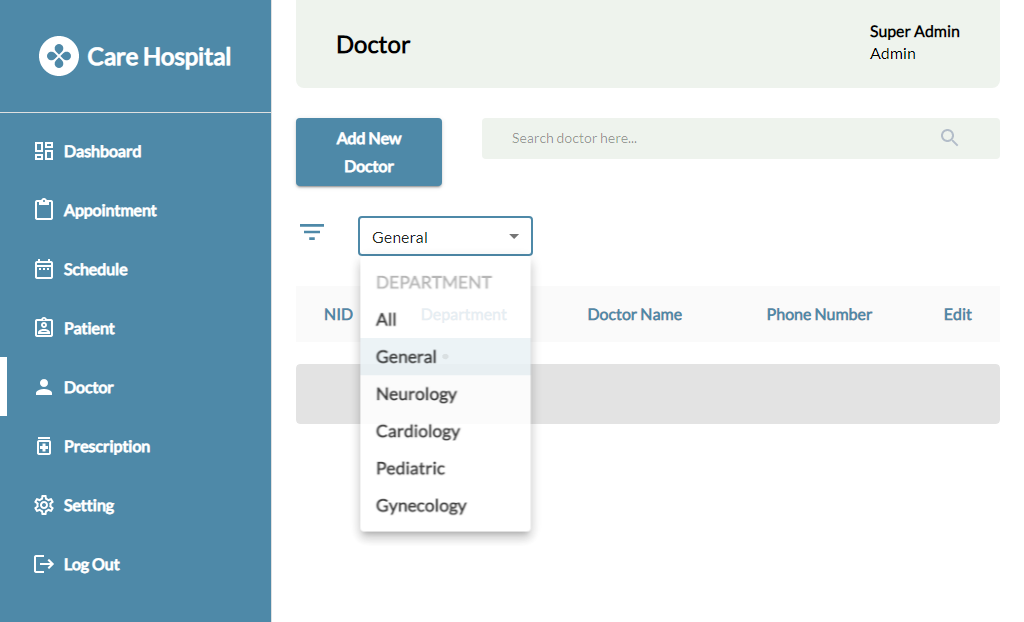 Care Hospital
Dashboard
Appointment
Schedule
Patient
Doctor
Prescription
Setting
Log Out
Doctor
Super Admin
Admin
Add New
Doctor
Search doctor here...
General
DEPARTMENT
All
General
Neurology
Cardiology
Pediatric
Gynecology
NID Department Doctor Name Phone Number Edit